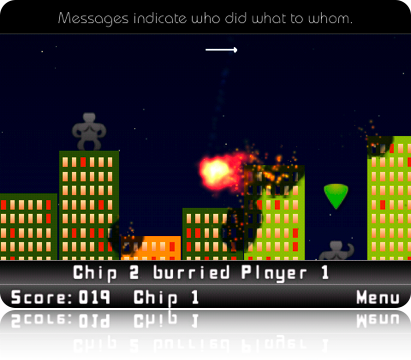 Messages indicate who did what to whom.
Chip 2 burried Player 1
Score: 019 Chip 1 Menu